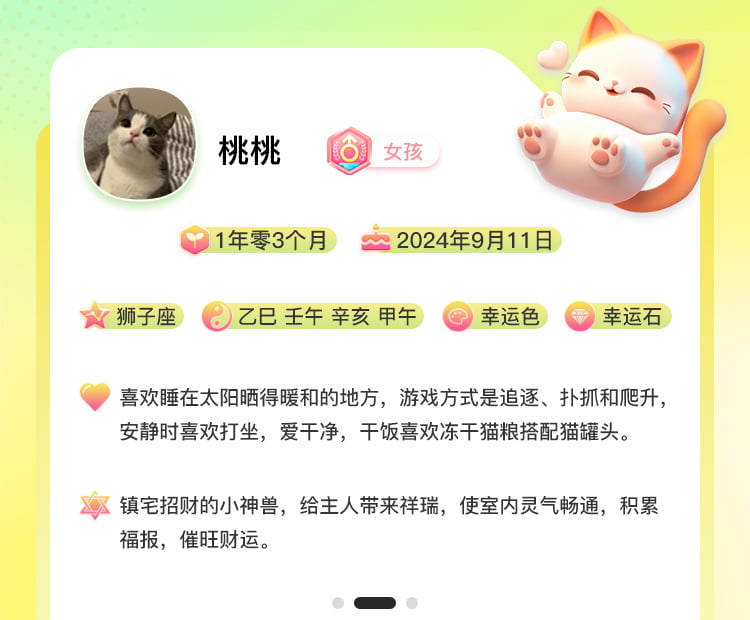 桃桃
女孩
1年零3个月
2024年9月11日
狮子座
乙巳 壬午 辛亥 甲午
幸运色
幸运石
喜欢睡在太阳晒得暖和的地方，游戏方式是追逐、扑抓和爬升，
安静时喜欢打坐，爱干净，干饭喜欢冻干猫粮搭配猫罐头。
镇宅招财的小神兽，给主人带来祥瑞，使室内灵气畅通，积累
福报，催旺财运。